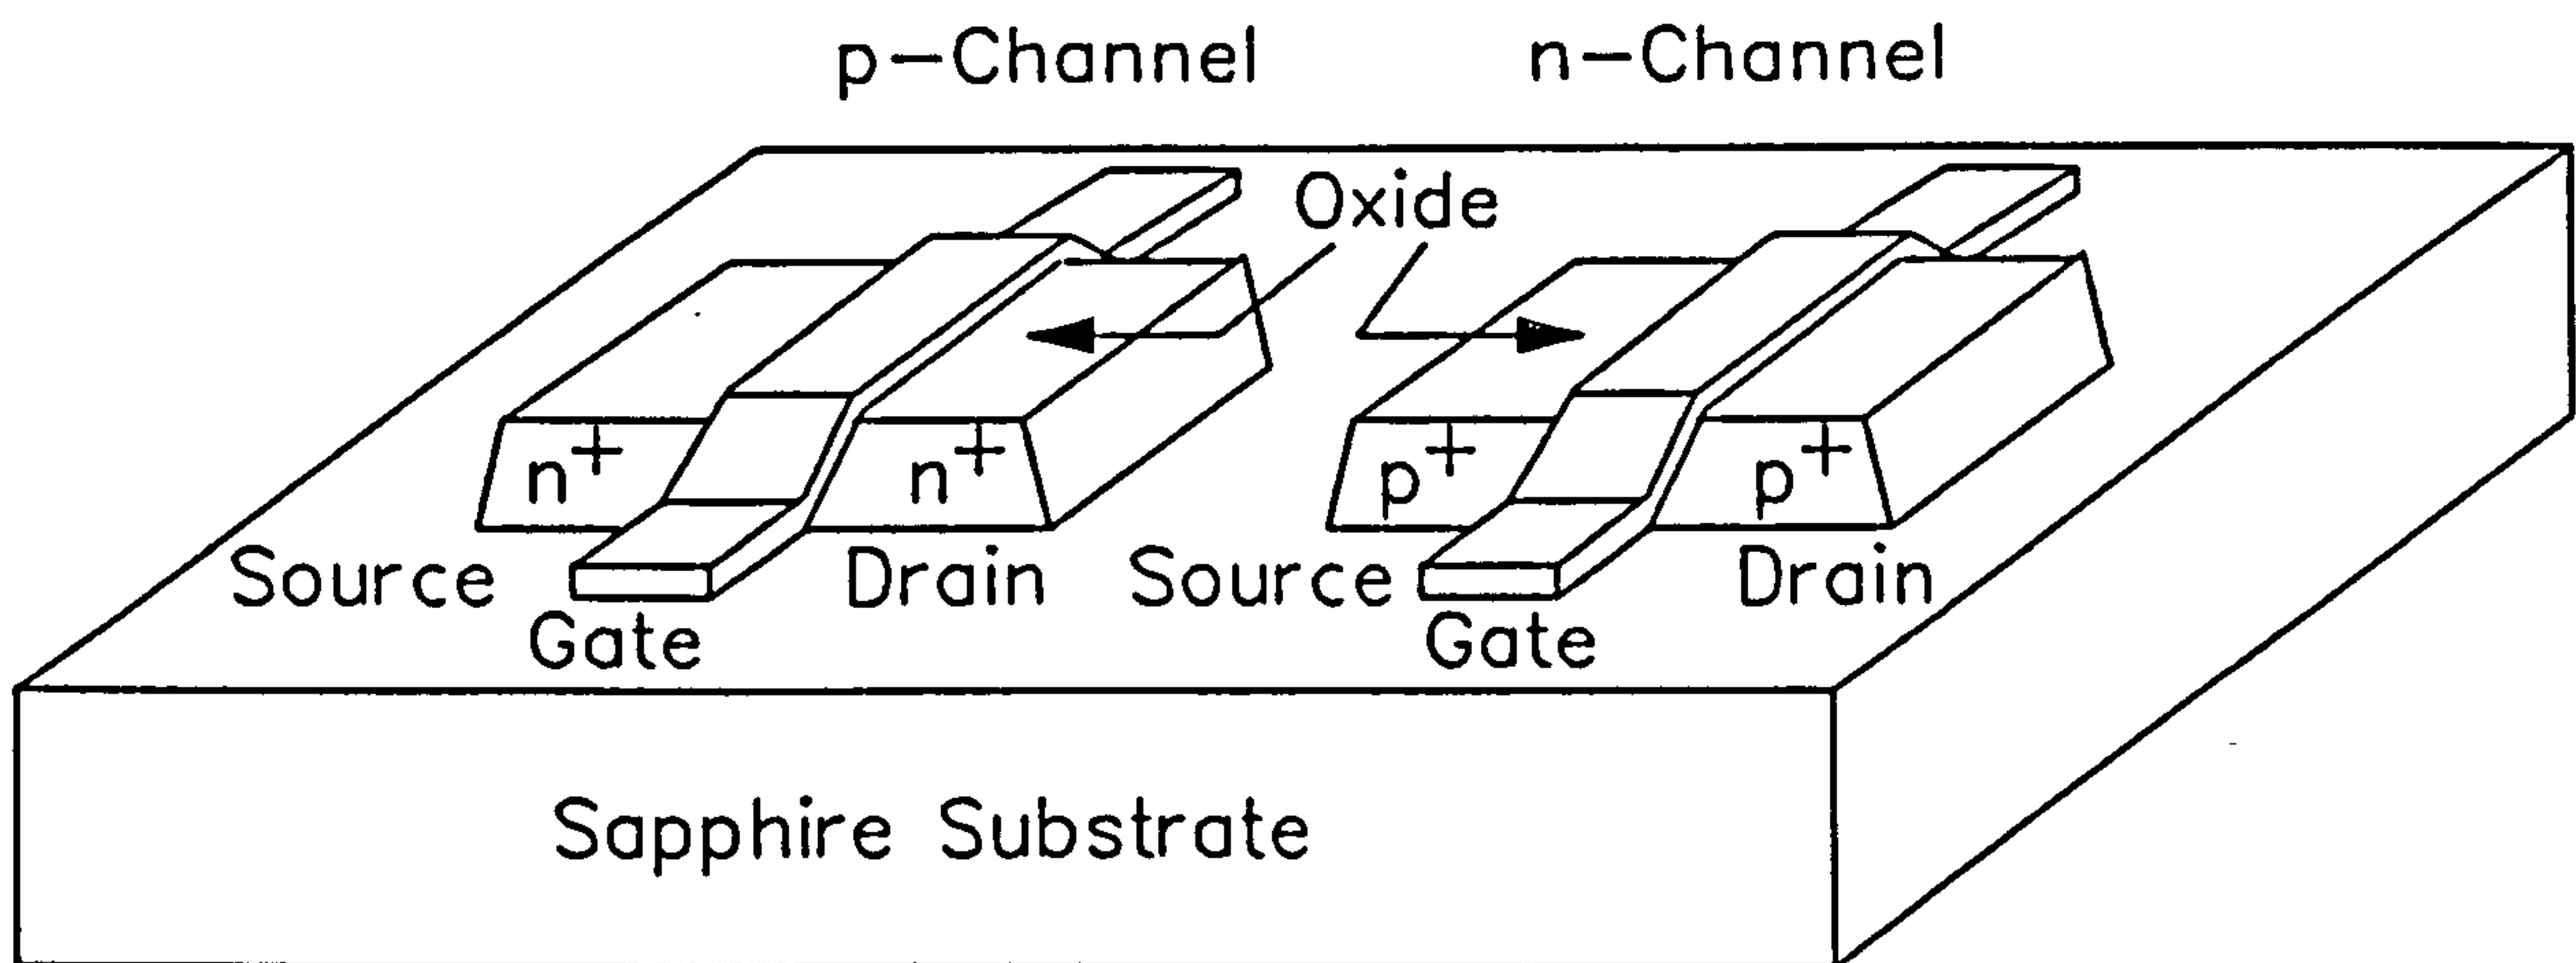 p-Channel n-Channel
Oxide
n+ n+ p+ p+
Source Drain Source Drain
Gate Gate
Sapphire Substrate